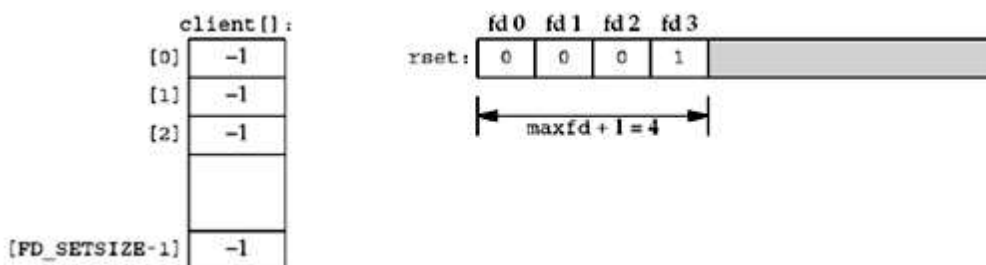 client[]:
[0] -1
[1] -1
[2] -1
[FD_SETSIZE-1] -1
fd 0 fd 1 fd 2 fd 3
rset: 0 0 0 1
maxfd + 1 = 4